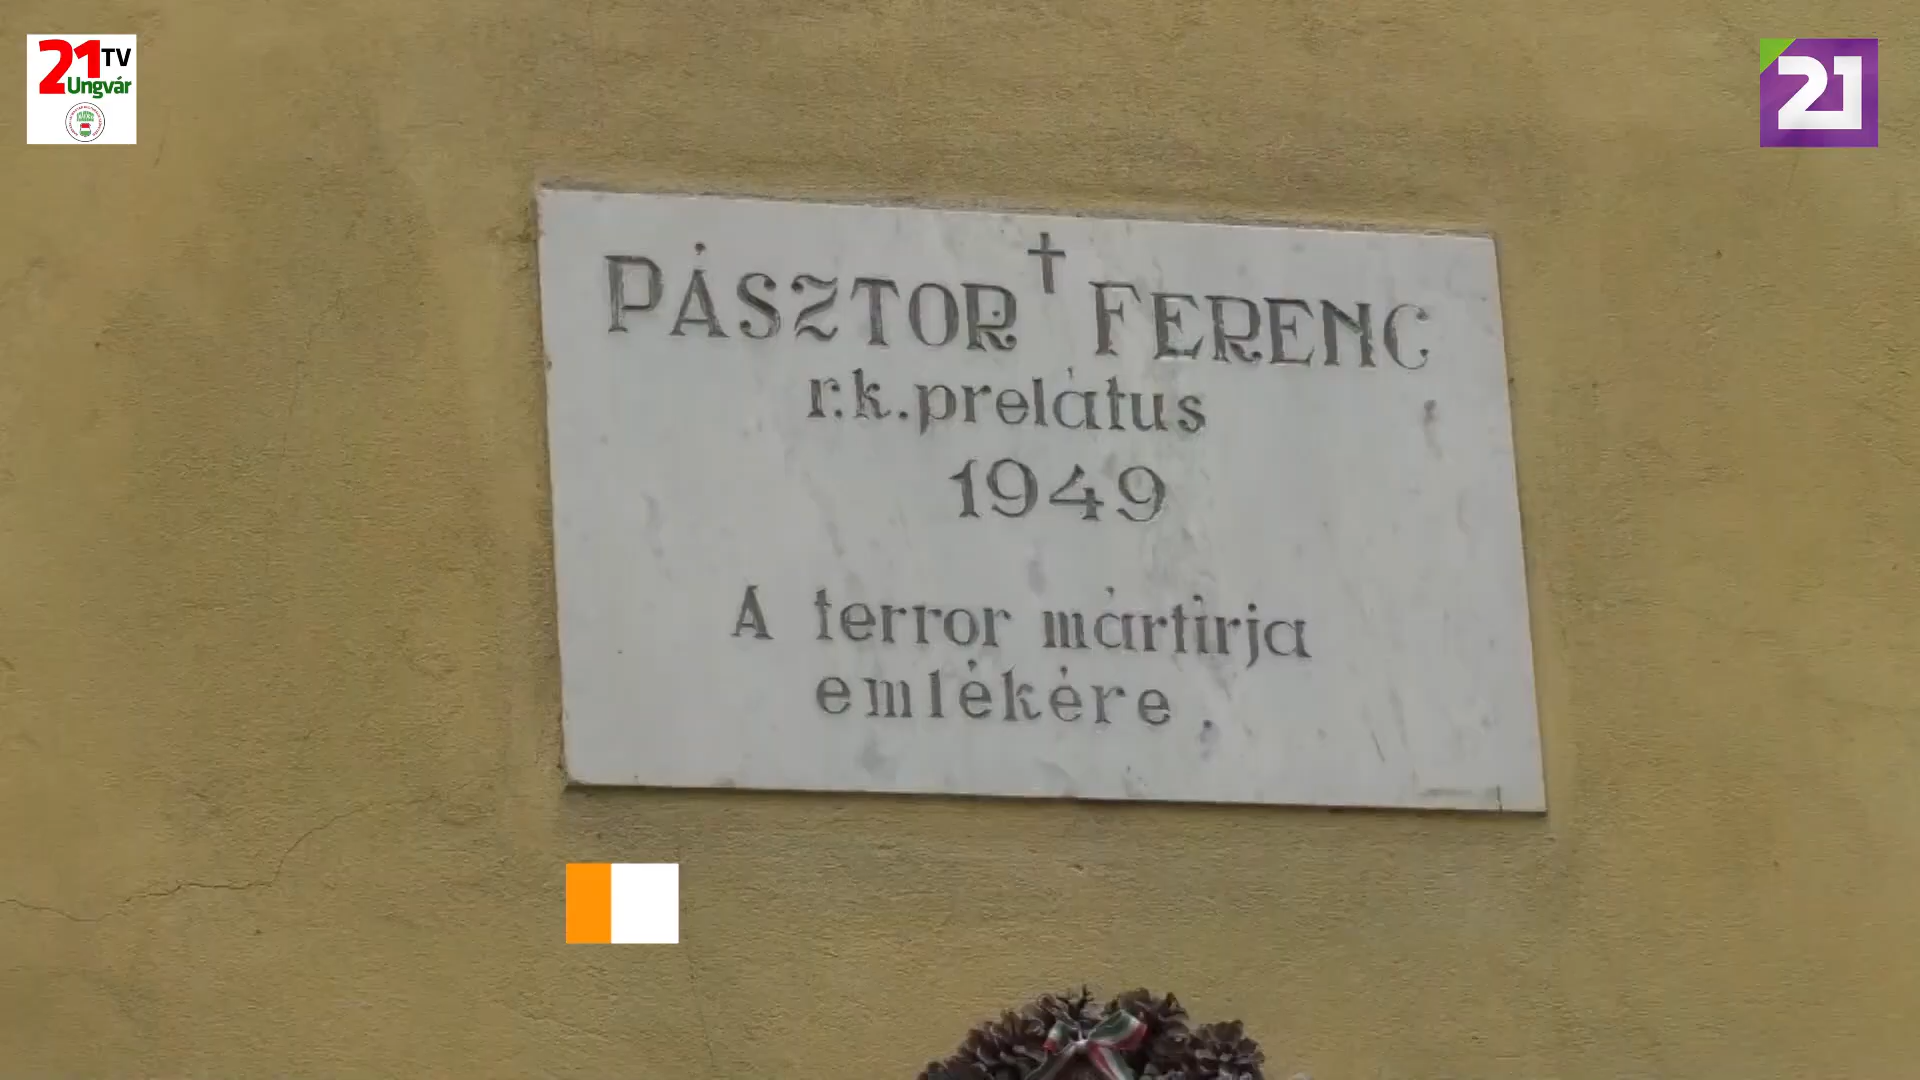 21 TV
Ungvár
21
PÁSZTOR † FERENC
r.k.prelátus
1949
A terror mártírja
emlékére.